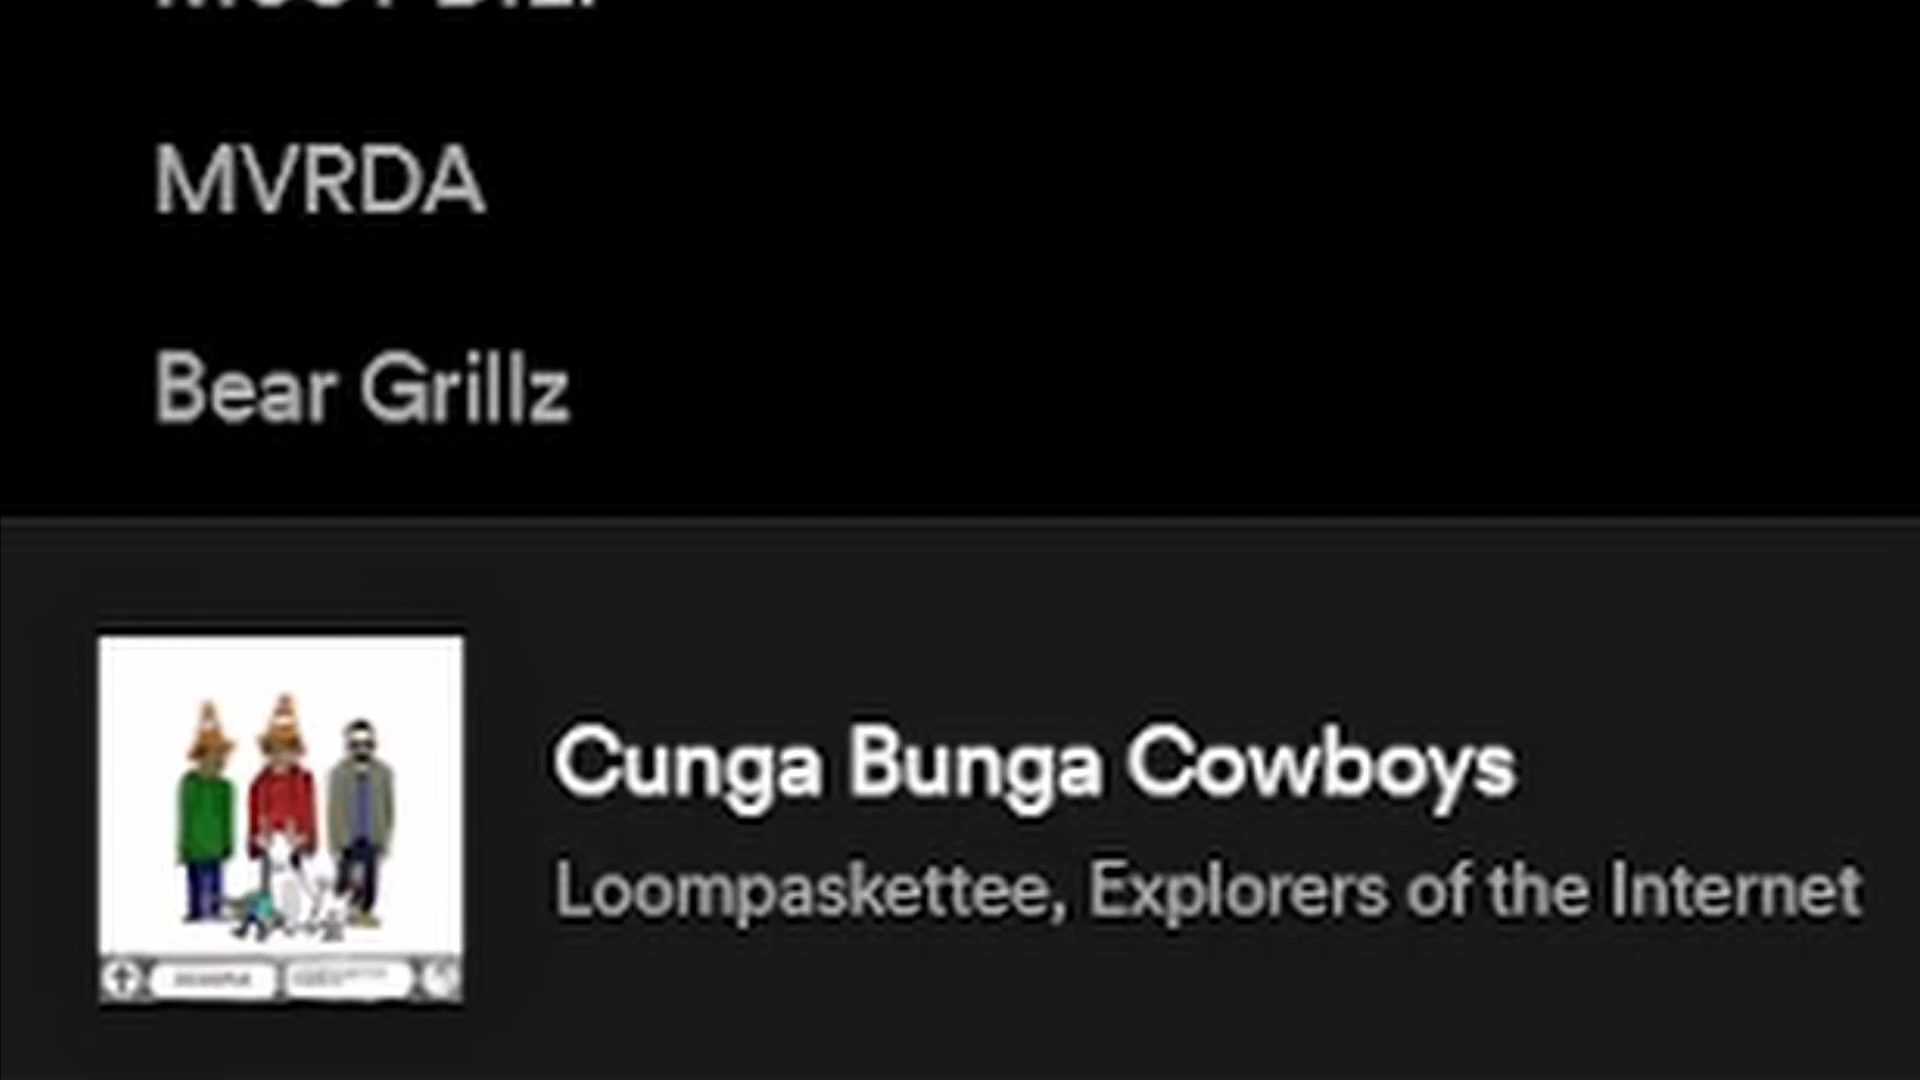 MVRDA
Bear Grillz
Cunga Bunga Cowboys
Loompaskettee, Explorers of the Internet